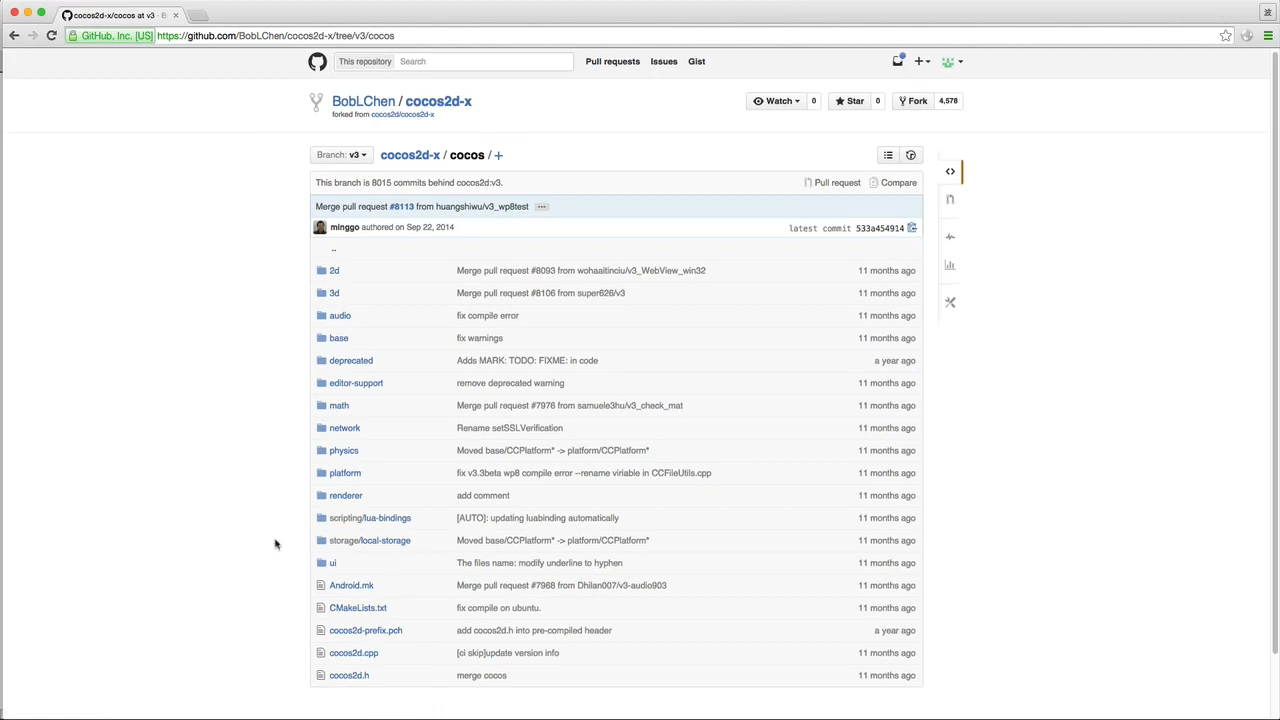 cocos2d-x/cocos at v3 · B
GitHub, Inc. [US] https://github.com/BobLChen/cocos2d-x/tree/v3/cocos
This repository Search Pull requests Issues Gist
BobLChen / cocos2d-x Watch 0 Star 0 Fork 4,578
forked from cocos2d/cocos2d-x
Branch: v3 cocos2d-x / cocos / +
This branch is 8015 commits behind cocos2d:v3. Pull request Compare
Merge pull request #8113 from huangshiwu/v3_wp8test ...
minggo authored on Sep 22, 2014 latest commit 533a454914
..
2d Merge pull request #8093 from wohaaitinciu/v3_WebView_win32 11 months ago
3d Merge pull request #8106 from super626/v3 11 months ago
audio fix compile error 11 months ago
base fix warnings 11 months ago
deprecated Adds MARK: TODO: FIXME: in code a year ago
editor-support remove deprecated warning 11 months ago
math Merge pull request #7976 from samuele3hu/v3_check_mat 11 months ago
network Rename setSSLVerification 11 months ago
physics Moved base/CCPlatform* -> platform/CCPlatform* 11 months ago
platform fix v3.3beta wp8 compile error --rename viriable in CCFileUtils.cpp 11 months ago
renderer add comment 11 months ago
scripting/lua-bindings [AUTO]: updating luabinding automatically 11 months ago
storage/local-storage Moved base/CCPlatform* -> platform/CCPlatform* 11 months ago
ui The files name: modify underline to hyphen 11 months ago
Android.mk Merge pull request #7968 from Dhilan007/v3-audio903 11 months ago
CMakeLists.txt fix compile on ubuntu. 11 months ago
cocos2d-prefix.pch add cocos2d.h into pre-compiled header a year ago
cocos2d.cpp [ci skip]update version info 11 months ago
cocos2d.h merge cocos 11 months ago